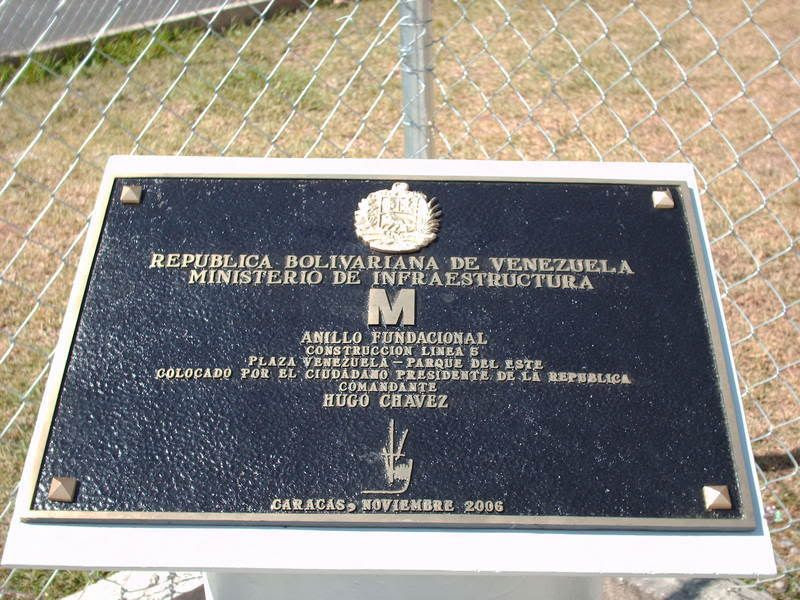 REPUBLICA BOLIVARIANA DE VENEZUELA
MINISTERIO DE INFRAESTRUCTURA
M
ANILLO FUNDACIONAL
CONSTRUCCION LINEA 5
PLAZA VENEZUELA - PARQUE DEL ESTE
COLOCADO POR EL CIUDADANO PRESIDENTE DE LA REPUBLICA
COMANDANTE
HUGO CHAVEZ
CARACAS, NOVIEMBRE 2006